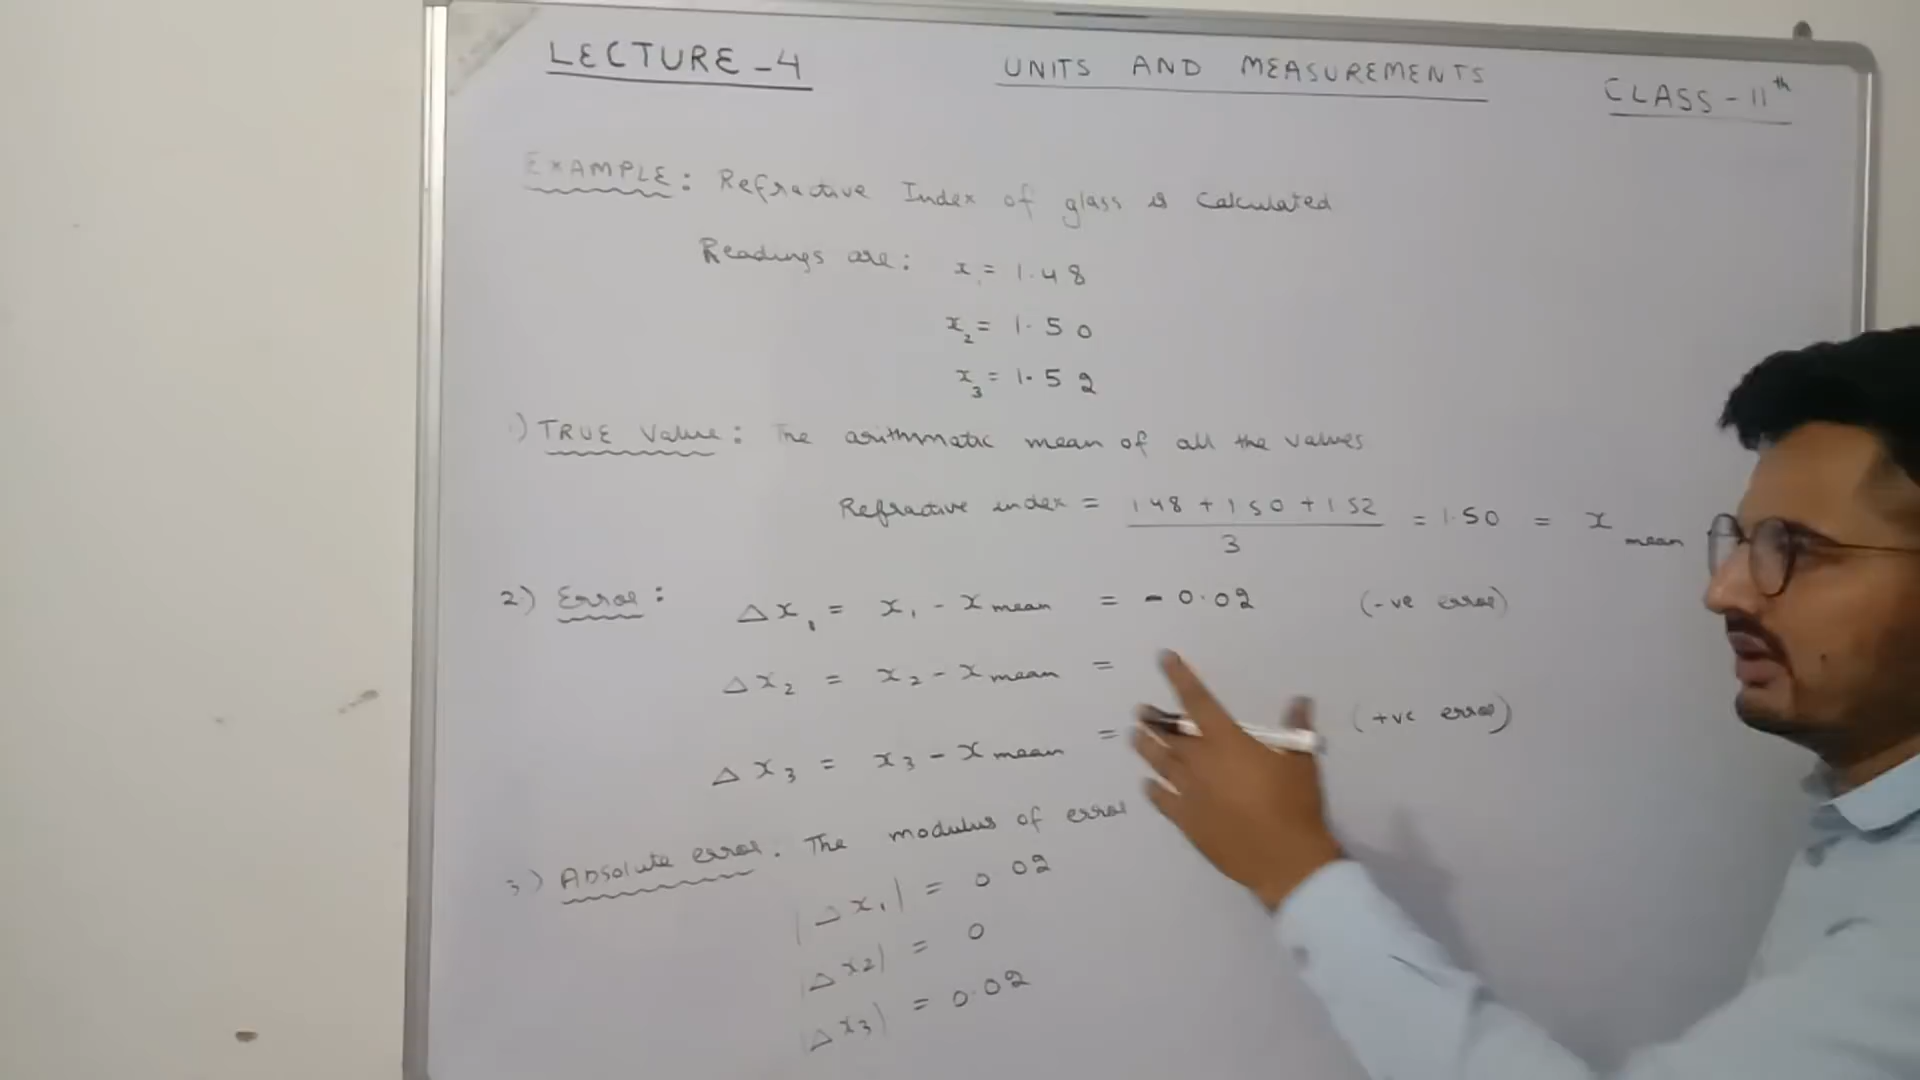 LECTURE-4
UNITS AND MEASUREMENTS
CLASS-11th
EXAMPLE: Refractive Index of glass is calculated
Readings are: x₁ = 1.48
x₂ = 1.50
x₃ = 1.52
1) TRUE Value: The arithmatic mean of all the values
Refractive index = 1.48 + 1.50 + 1.52 / 3 = 1.50 = x mean
2) Error: Δx₁ = x₁ - x mean = - 0.02 (-ve error)
Δx₂ = x₂ - x mean =
Δx₃ = x₃ - x mean = (+ve error)
3) Absolute error: The modulus of error
|Δx₁| = 0.02
|Δx₂| = 0
|Δx₃| = 0.02